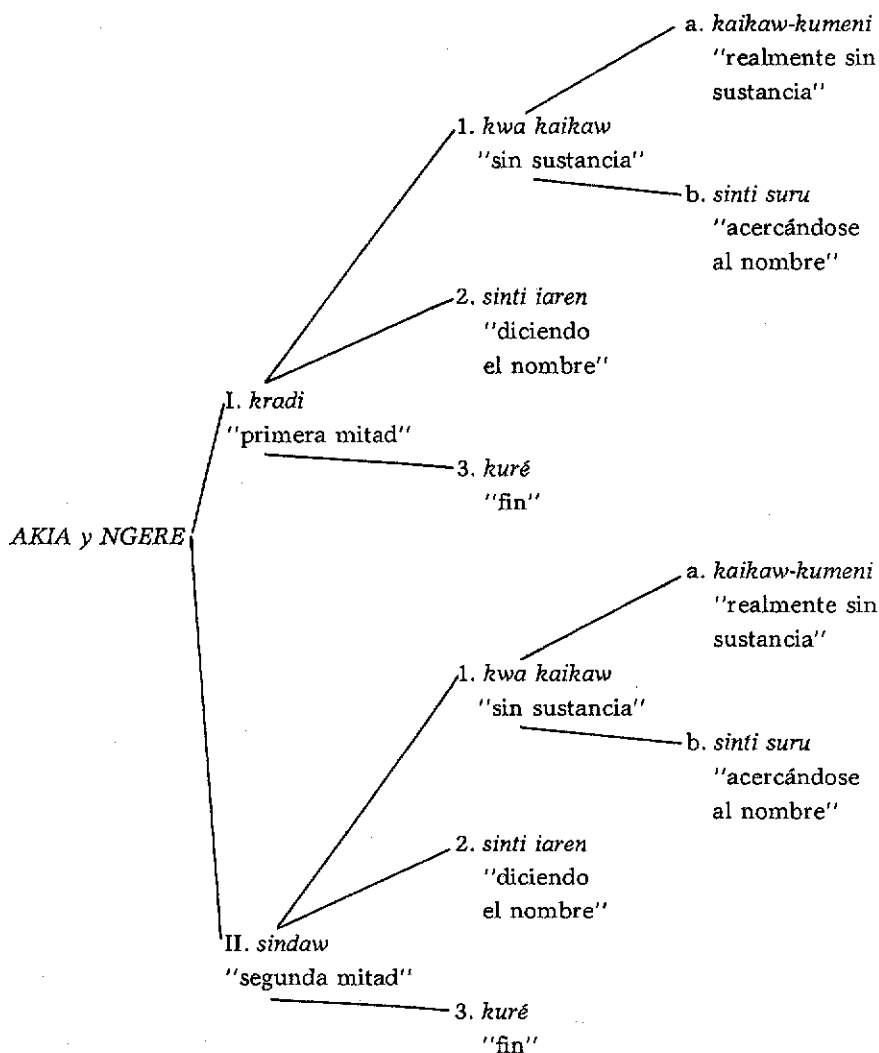 a. kaikaw-kumeni
"realmente sin
sustancia"
1. kwa kaikaw
"sin sustancia"
b. sinti suru
"acercándose
al nombre"
2. sinti iaren
"diciendo
el nombre"
I. kradi
"primera mitad"
3. kuré
"fin"
AKIA y NGERE
a. kaikaw-kumeni
"realmente sin
sustancia"
1. kwa kaikaw
"sin sustancia"
b. sinti suru
"acercándose
al nombre"
2. sinti iaren
"diciendo
el nombre"
II. sindaw
"segunda mitad"
3. kuré
"fin"